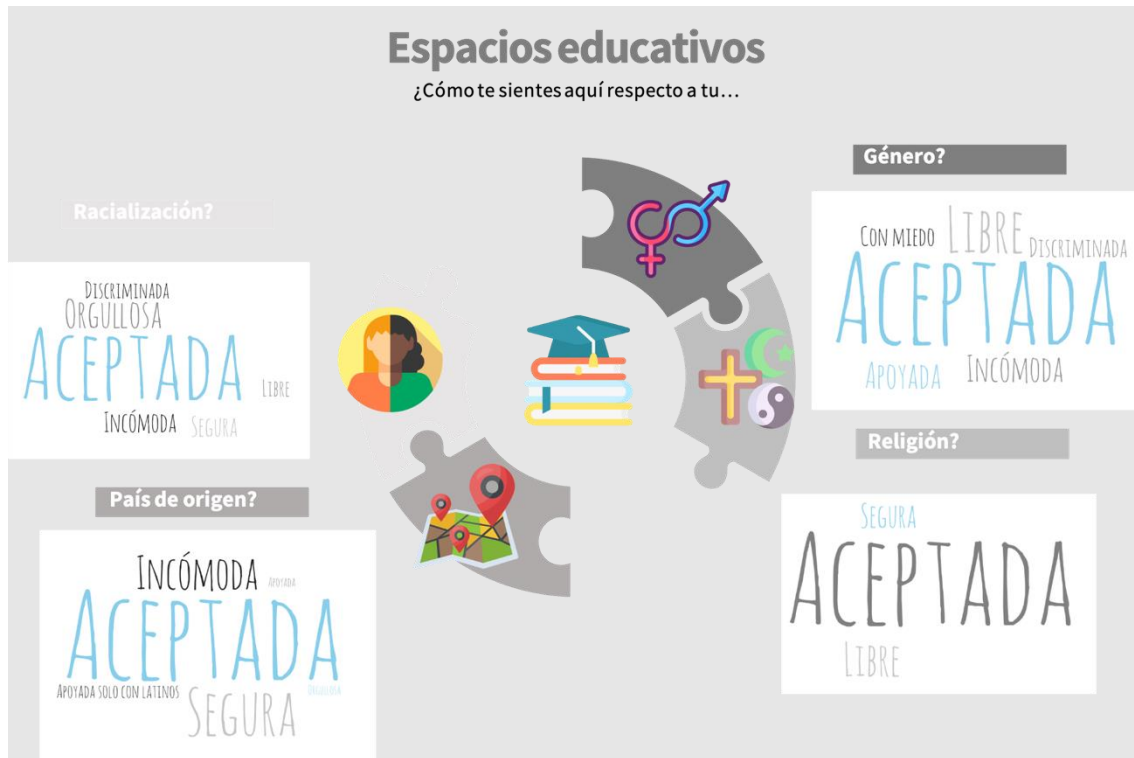 Espacios educativos
¿Cómo te sientes aquí respecto a tu…
Género?
CON MIEDO LIBRE DISCRIMINADA
ACEPTADA
APOYADA INCÓMODA
Racialización?
DISCRIMINADA
ORGULLOSA
ACEPTADA LIBRE
INCÓMODA SEGURA
Religión?
SEGURA
ACEPTADA
LIBRE
País de origen?
INCÓMODA APOYADA
ACEPTADA
APOYADA SOLO CON LATINOS ORGULLOSA
SEGURA